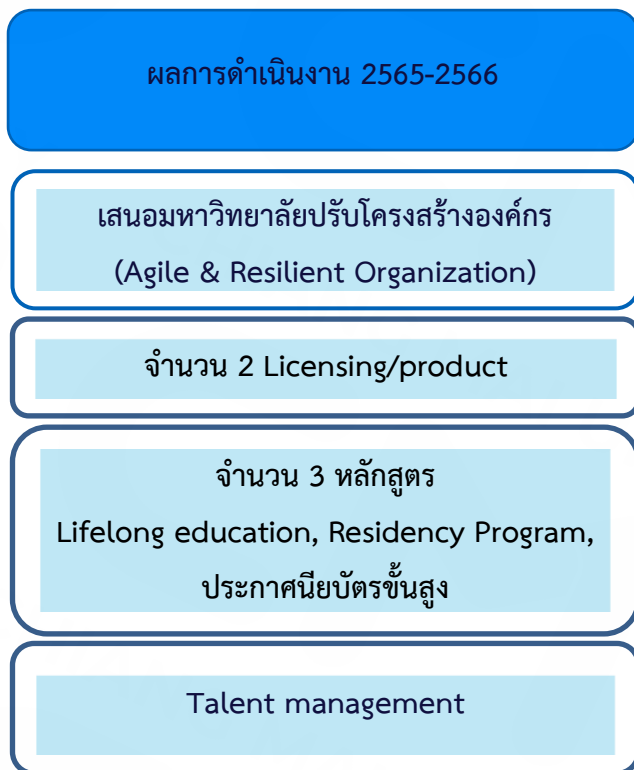 ผลการดำเนินงาน 2565-2566
เสนอมหาวิทยาลัยปรับโครงสร้างองค์กร
(Agile & Resilient Organization)
จำนวน 2 Licensing/product
จำนวน 3 หลักสูตร
Lifelong education, Residency Program,
ประกาศนียบัตรขั้นสูง
Talent management